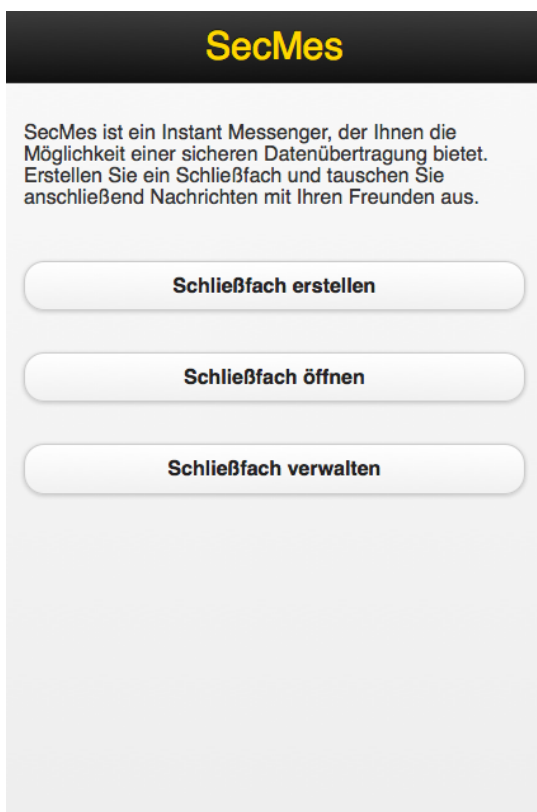 SecMes
SecMes ist ein Instant Messenger, der Ihnen die
Möglichkeit einer sicheren Datenübertragung bietet.
Erstellen Sie ein Schließfach und tauschen Sie
anschließend Nachrichten mit Ihren Freunden aus.
Schließfach erstellen
Schließfach öffnen
Schließfach verwalten